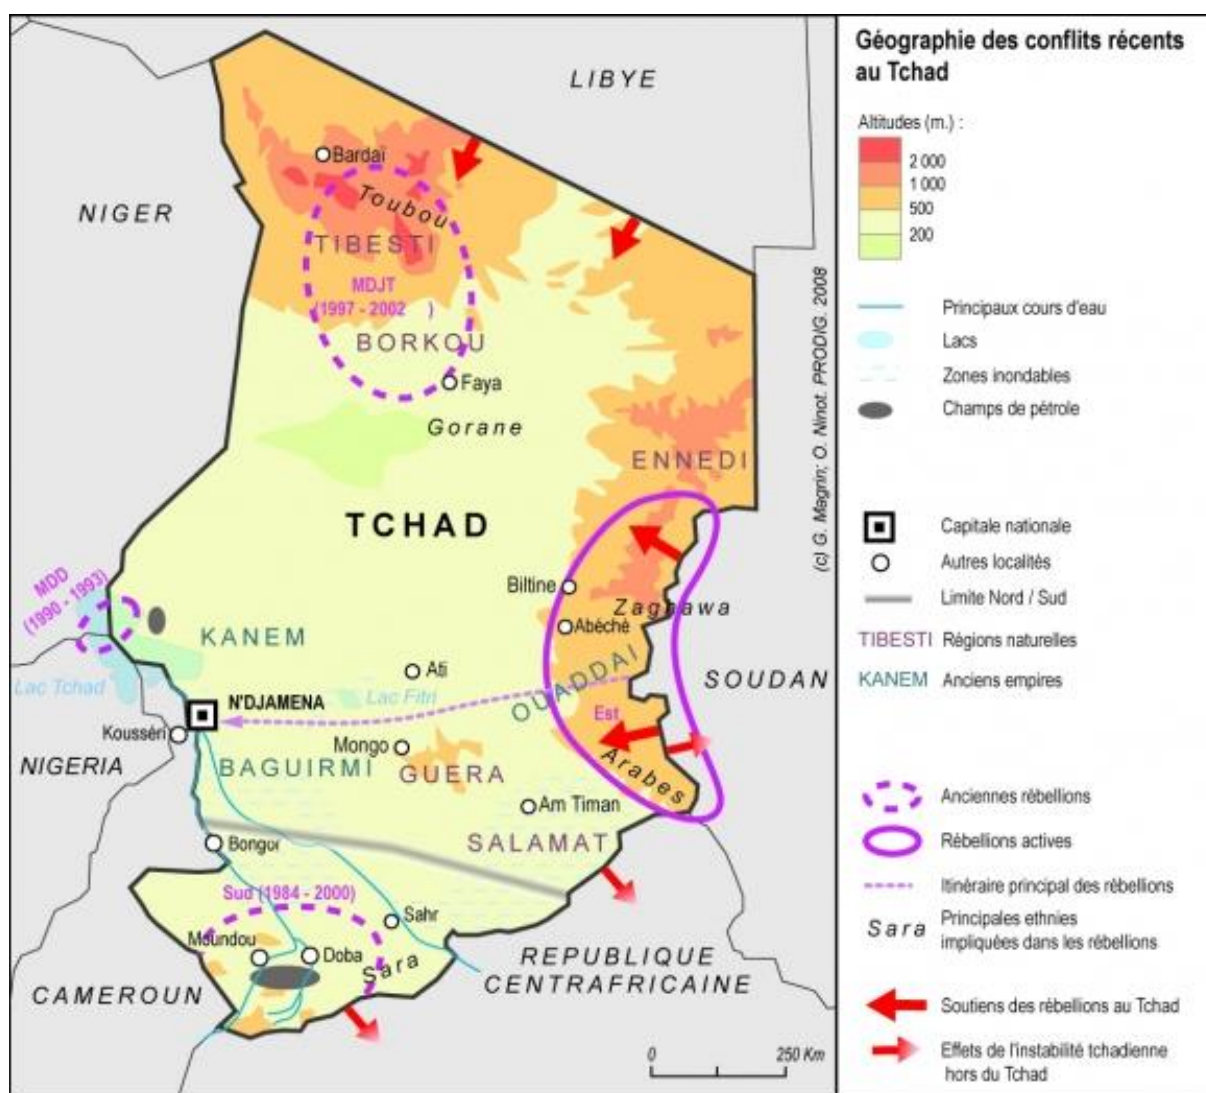 LIBYE
NIGER
Bardaï
Toubou
TIBESTI
MDJT
(1997 - 2002 )
BORKOU
Faya
Gorane
ENNEDI
TCHAD
MDD
(1990 - 1993)
Biltine
Zaghawa
Abéché
KANEM
Ati
OUADDAI
SOUDAN
Lac Tchad
Lac Fitri
N'DJAMENA
Est
Kousséri
Mongo
NIGERIA
BAGUIRMI
GUERA
Arabes
Am Timan
SALAMAT
Bongor
Sud (1984 - 2000)
Sahr
Moundou
Doba
Sara
REPUBLIQUE
CENTRAFRICAINE
CAMEROUN
0 250 Km
(c) G. Magrin; O. Ninot. PRODIG. 2008
Géographie des conflits récents
au Tchad
Altitudes (m.) :
2 000
1 000
500
200
Principaux cours d'eau
Lacs
Zones inondables
Champs de pétrole
Capitale nationale
Autres localités
Limite Nord / Sud
TIBESTI Régions naturelles
KANEM Anciens empires
Anciennes rébellions
Rébellions actives
Itinéraire principal des rébellions
Sara Principales ethnies
impliquées dans les rébellions
Soutiens des rébellions au Tchad
Effets de l'instabilité tchadienne
hors du Tchad